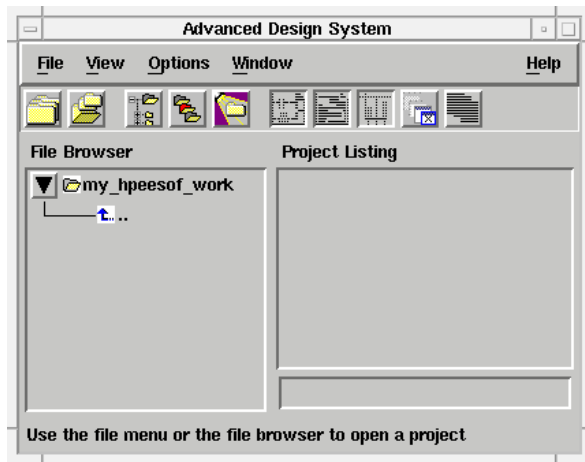 Advanced Design System
File View Options Window Help
File Browser Project Listing
my_hpeesof_work
..
Use the file menu or the file browser to open a project